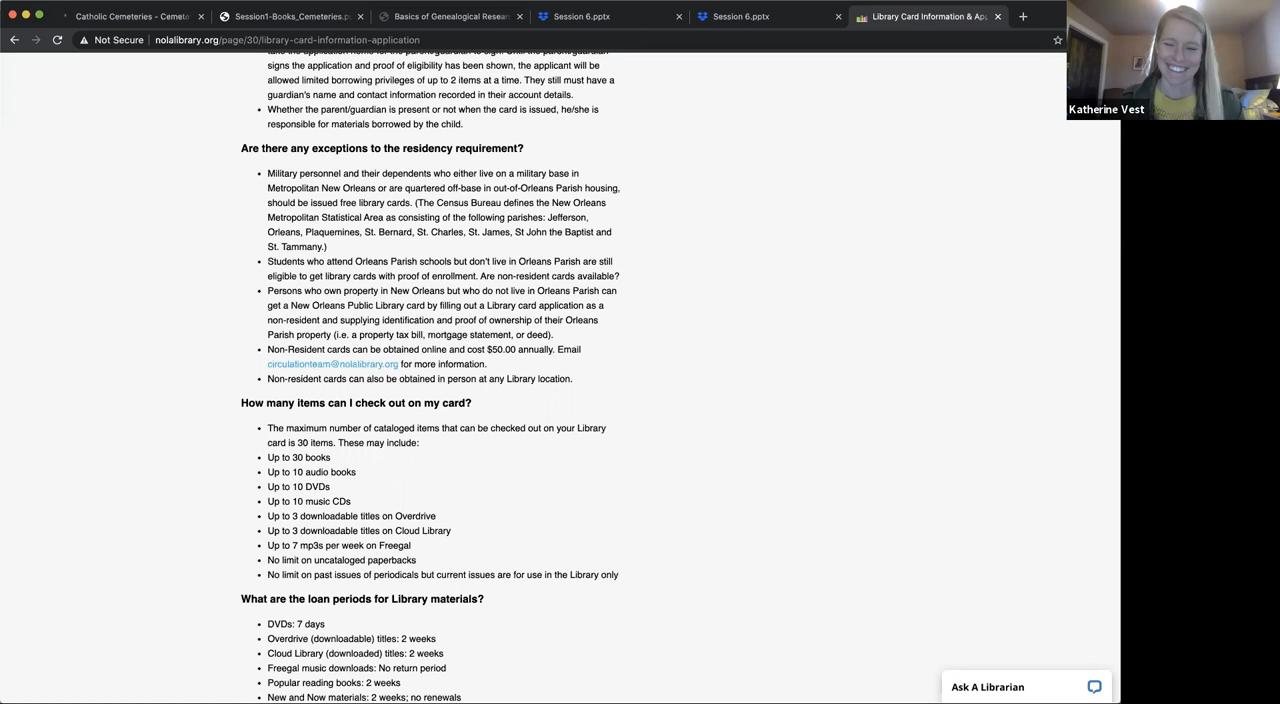 Catholic Cemeteries - Cemete
Session1-Books_Cemeteries.p
Basics of Genealogical Resear
Session 6.pptx
Session 6.pptx
Library Card Information & Ap
Not Secure
nolalibrary.org/page/30/library-card-information-application
Katherine Vest
signs the application and proof of eligibility has been shown, the applicant will be
allowed limited borrowing privileges of up to 2 items at a time. They still must have a
guardian's name and contact information recorded in their account details.
• Whether the parent/guardian is present or not when the card is issued, he/she is
responsible for materials borrowed by the child.
Are there any exceptions to the residency requirement?
• Military personnel and their dependents who either live on a military base in
Metropolitan New Orleans or are quartered off-base in out-of-Orleans Parish housing,
should be issued free library cards. (The Census Bureau defines the New Orleans
Metropolitan Statistical Area as consisting of the following parishes: Jefferson,
Orleans, Plaquemines, St. Bernard, St. Charles, St. James, St John the Baptist and
St. Tammany.)
• Students who attend Orleans Parish schools but don't live in Orleans Parish are still
eligible to get library cards with proof of enrollment. Are non-resident cards available?
• Persons who own property in New Orleans but who do not live in Orleans Parish can
get a New Orleans Public Library card by filling out a Library card application as a
non-resident and supplying identification and proof of ownership of their Orleans
Parish property (i.e. a property tax bill, mortgage statement, or deed).
• Non-Resident cards can be obtained online and cost $50.00 annually. Email
circulationteam@nolalibrary.org for more information.
• Non-resident cards can also be obtained in person at any Library location.
How many items can I check out on my card?
• The maximum number of cataloged items that can be checked out on your Library
card is 30 items. These may include:
• Up to 30 books
• Up to 10 audio books
• Up to 10 DVDs
• Up to 10 music CDs
• Up to 3 downloadable titles on Overdrive
• Up to 3 downloadable titles on Cloud Library
• Up to 7 mp3s per week on Freegal
• No limit on uncataloged paperbacks
• No limit on past issues of periodicals but current issues are for use in the Library only
What are the loan periods for Library materials?
• DVDs: 7 days
• Overdrive (downloadable) titles: 2 weeks
• Cloud Library (downloaded) titles: 2 weeks
• Freegal music downloads: No return period
• Popular reading books: 2 weeks
• New and Now materials: 2 weeks; no renewals
Ask A Librarian